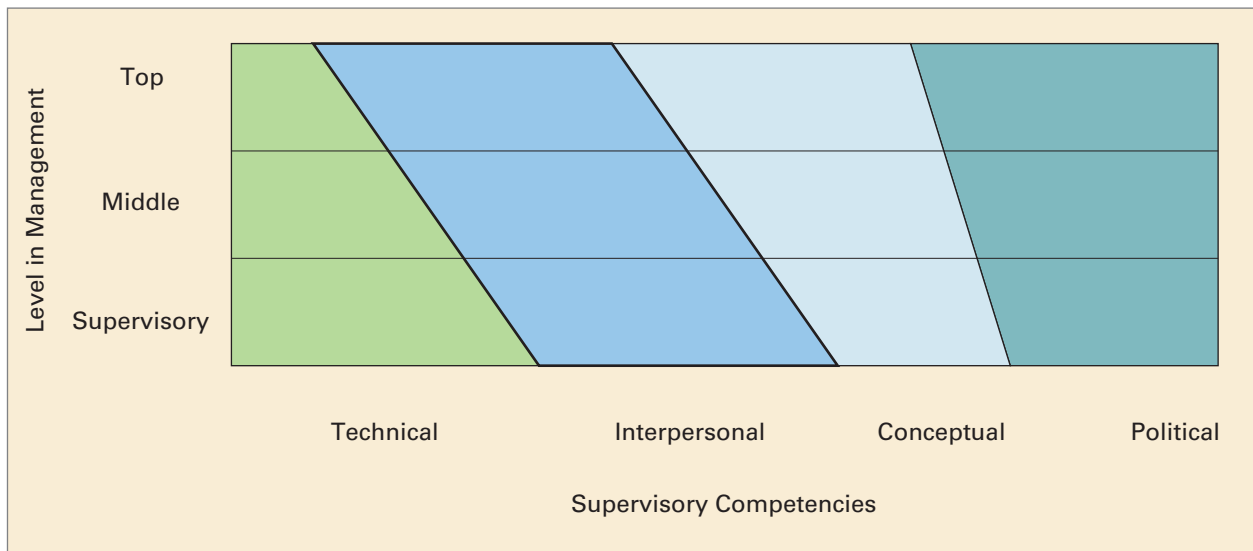 Level in Management
Top
Middle
Supervisory
Technical
Interpersonal
Conceptual
Political
Supervisory Competencies